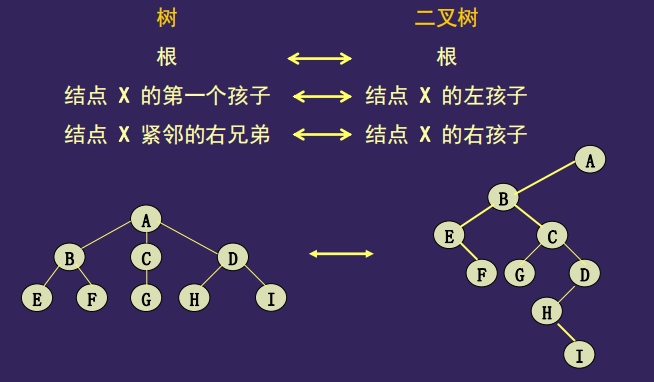 树 二叉树
根 根
结点 X 的第一个孩子 结点 X 的左孩子
结点 X 紧邻的右兄弟 结点 X 的右孩子
A
B C D
E F G H I
A
B
E C
F G D
H
I